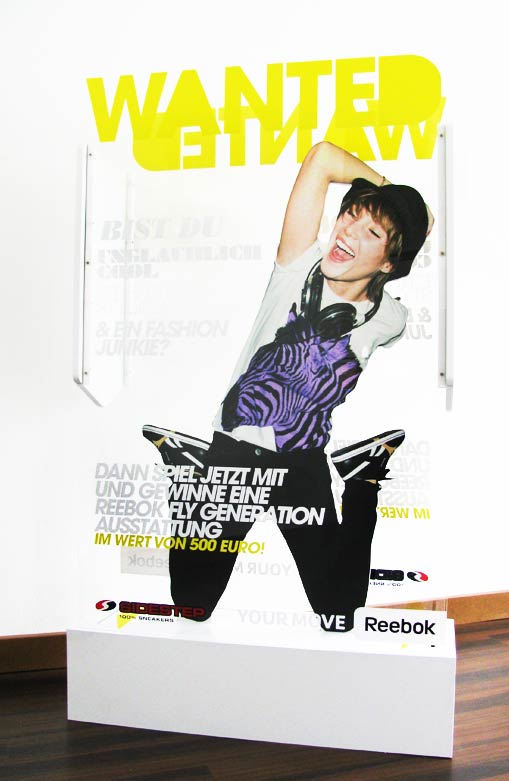 WANTED
BIST DU
UNGLAUBLICH
COOL
& EIN FASHION
JUNKIE?
DANN SPIEL JETZT MIT
UND GEWINNE EINE
REEBOK FLY GENERATION
AUSSTATTUNG
IM WERT VON 500 EURO!
SIDESTEP
100% SNEAKERS
YOUR MOVE Reebok